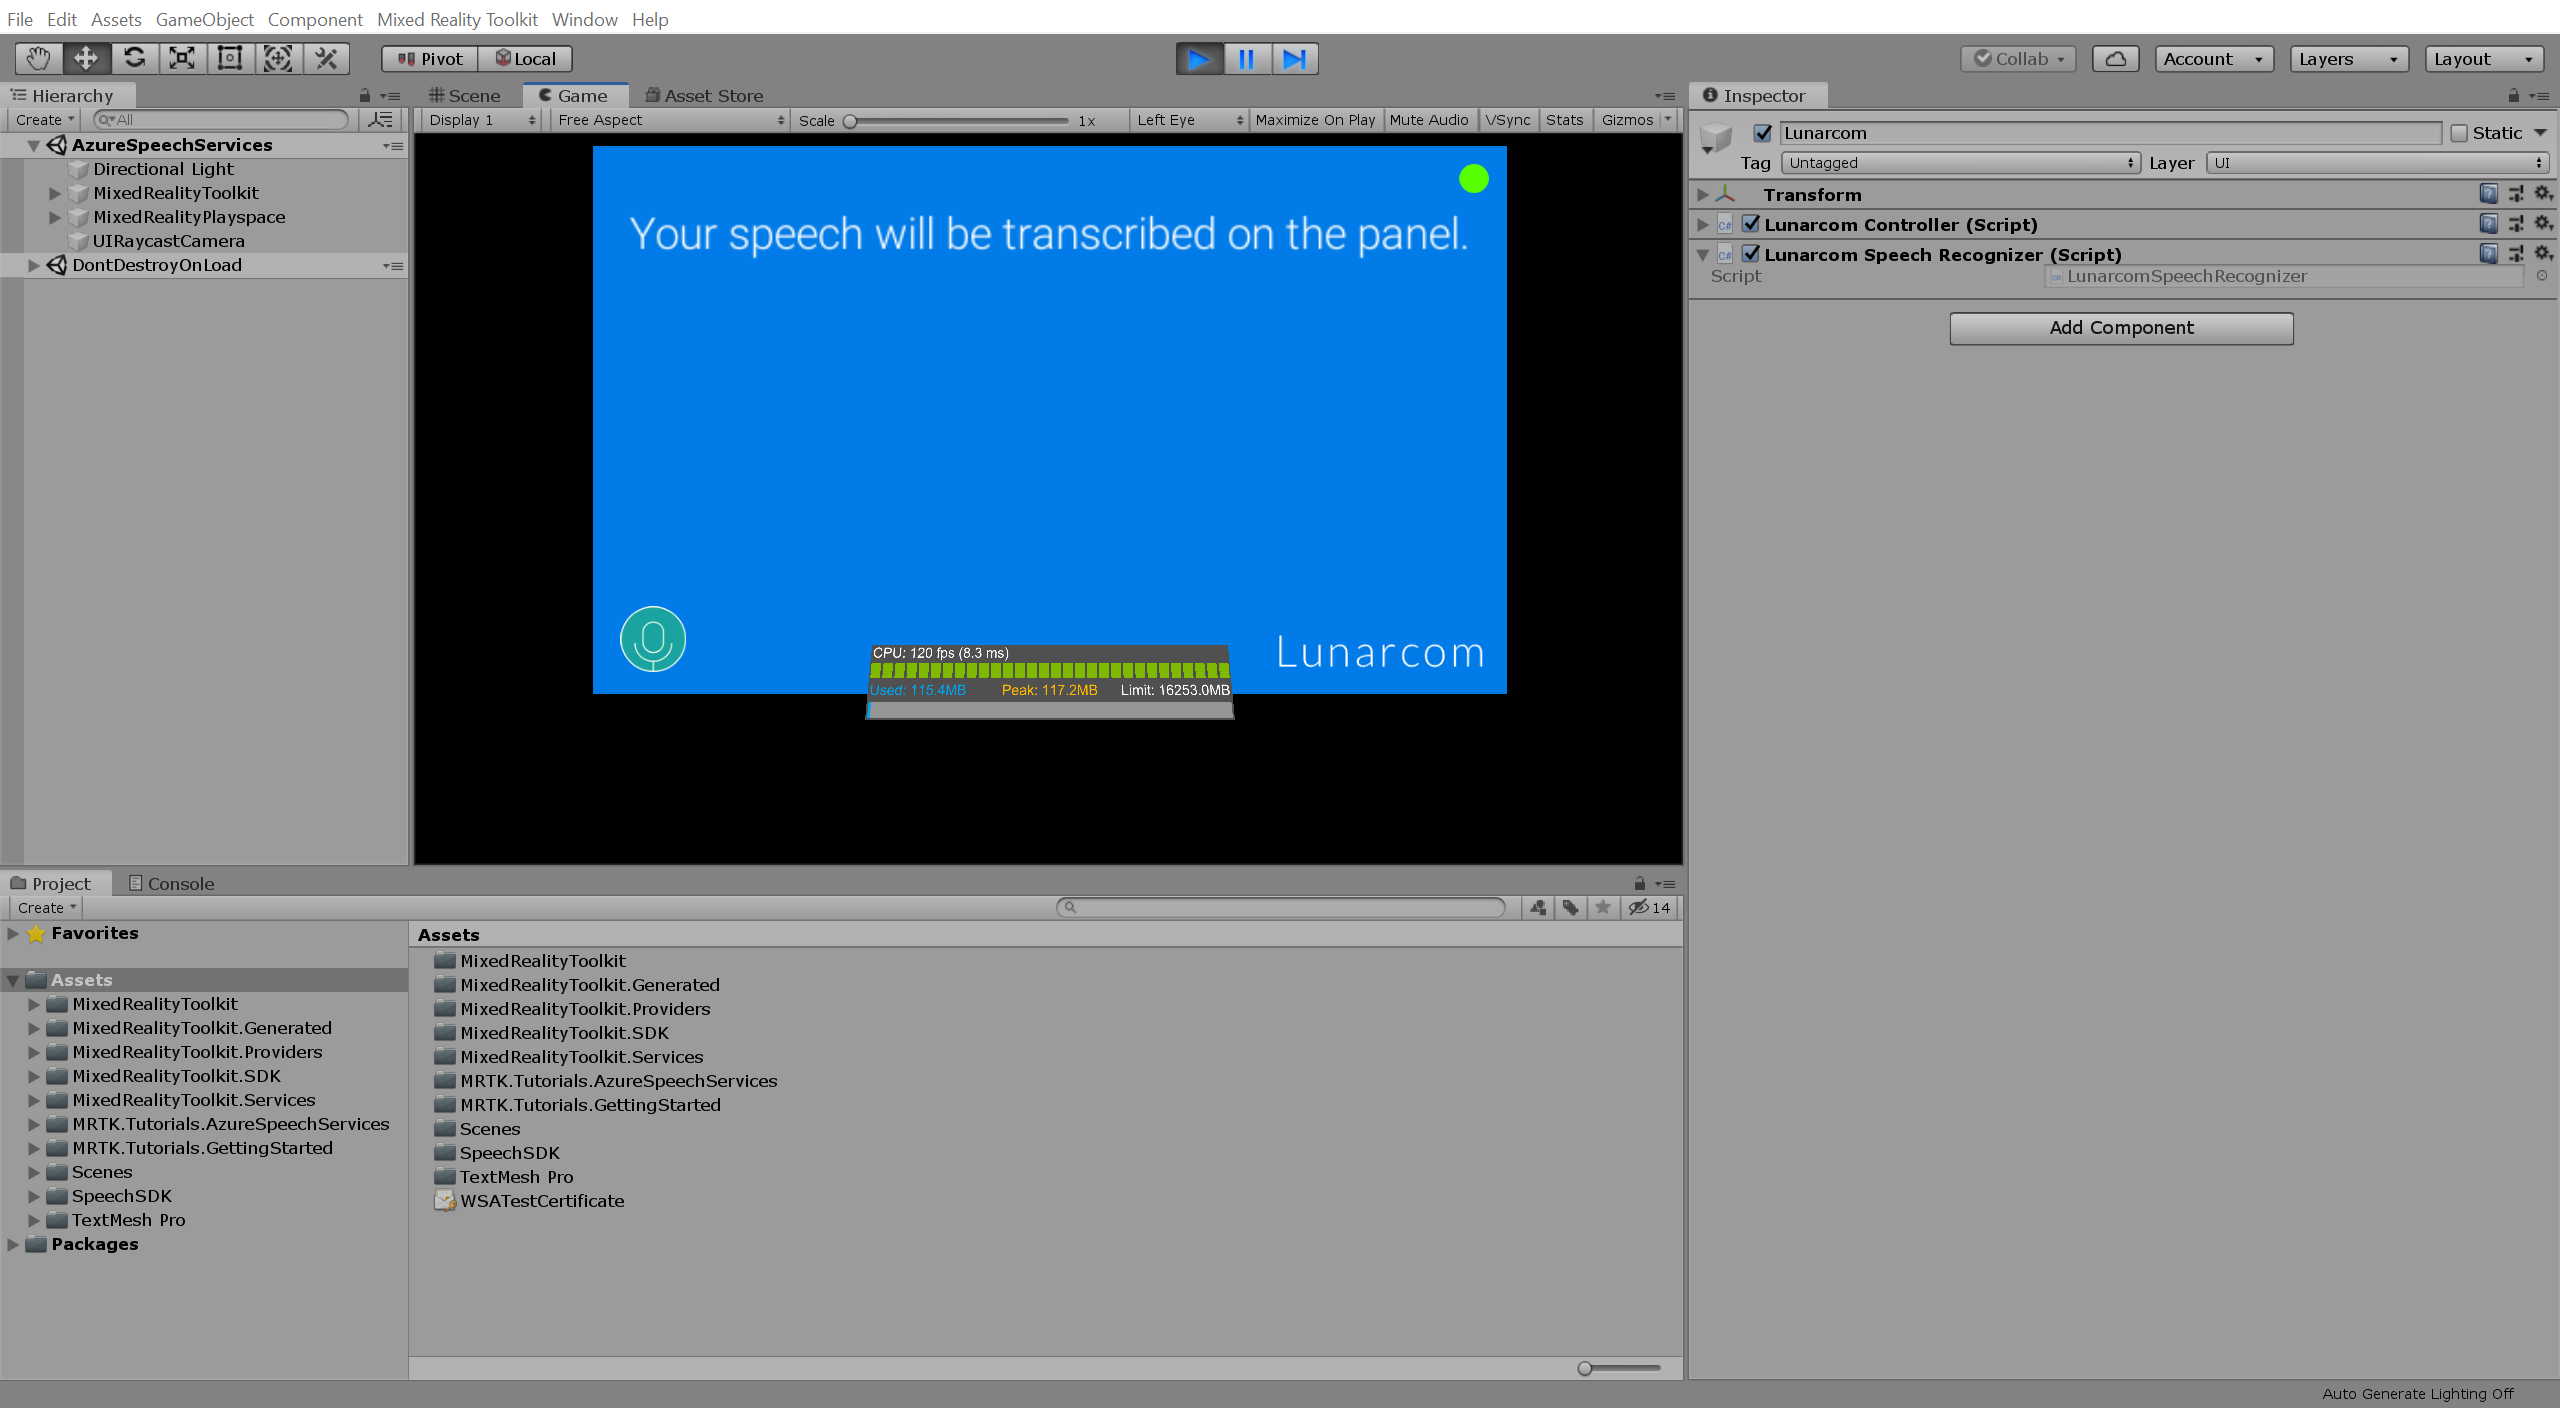 File Edit Assets GameObject Component Mixed Reality Toolkit Window Help
Pivot Local Collab Account Layers Layout
Hierarchy
Create All
AzureSpeechServices
Directional Light
MixedRealityToolkit
MixedRealityPlayspace
UIRaycastCamera
DontDestroyOnLoad
Scene Game Asset Store
Display 1 Free Aspect Scale 1x Left Eye Maximize On Play Mute Audio VSync Stats Gizmos
Your speech will be transcribed on the panel.
Lunarcom
CPU: 120 fps (8.3 ms)
Used: 115.4MB Peak: 117.2MB Limit: 16253.0MB
Inspector
Lunarcom Static
Tag Untagged Layer UI
Transform
Lunarcom Controller (Script)
Lunarcom Speech Recognizer (Script)
Script LunarcomSpeechRecognizer
Add Component
Project Console
Create 14
Favorites
Assets
MixedRealityToolkit
MixedRealityToolkit.Generated
MixedRealityToolkit.Providers
MixedRealityToolkit.SDK
MixedRealityToolkit.Services
MRTK.Tutorials.AzureSpeechServices
MRTK.Tutorials.GettingStarted
Scenes
SpeechSDK
TextMesh Pro
Packages
Assets
MixedRealityToolkit
MixedRealityToolkit.Generated
MixedRealityToolkit.Providers
MixedRealityToolkit.SDK
MixedRealityToolkit.Services
MRTK.Tutorials.AzureSpeechServices
MRTK.Tutorials.GettingStarted
Scenes
SpeechSDK
TextMesh Pro
WSATestCertificate
Auto Generate Lighting Off